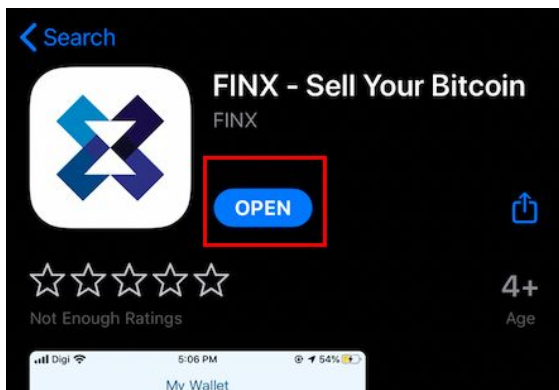 Search
FINX - Sell Your Bitcoin
FINX
OPEN
4+
Not Enough Ratings
Age
Digi
5:06 PM
54%
My Wallet